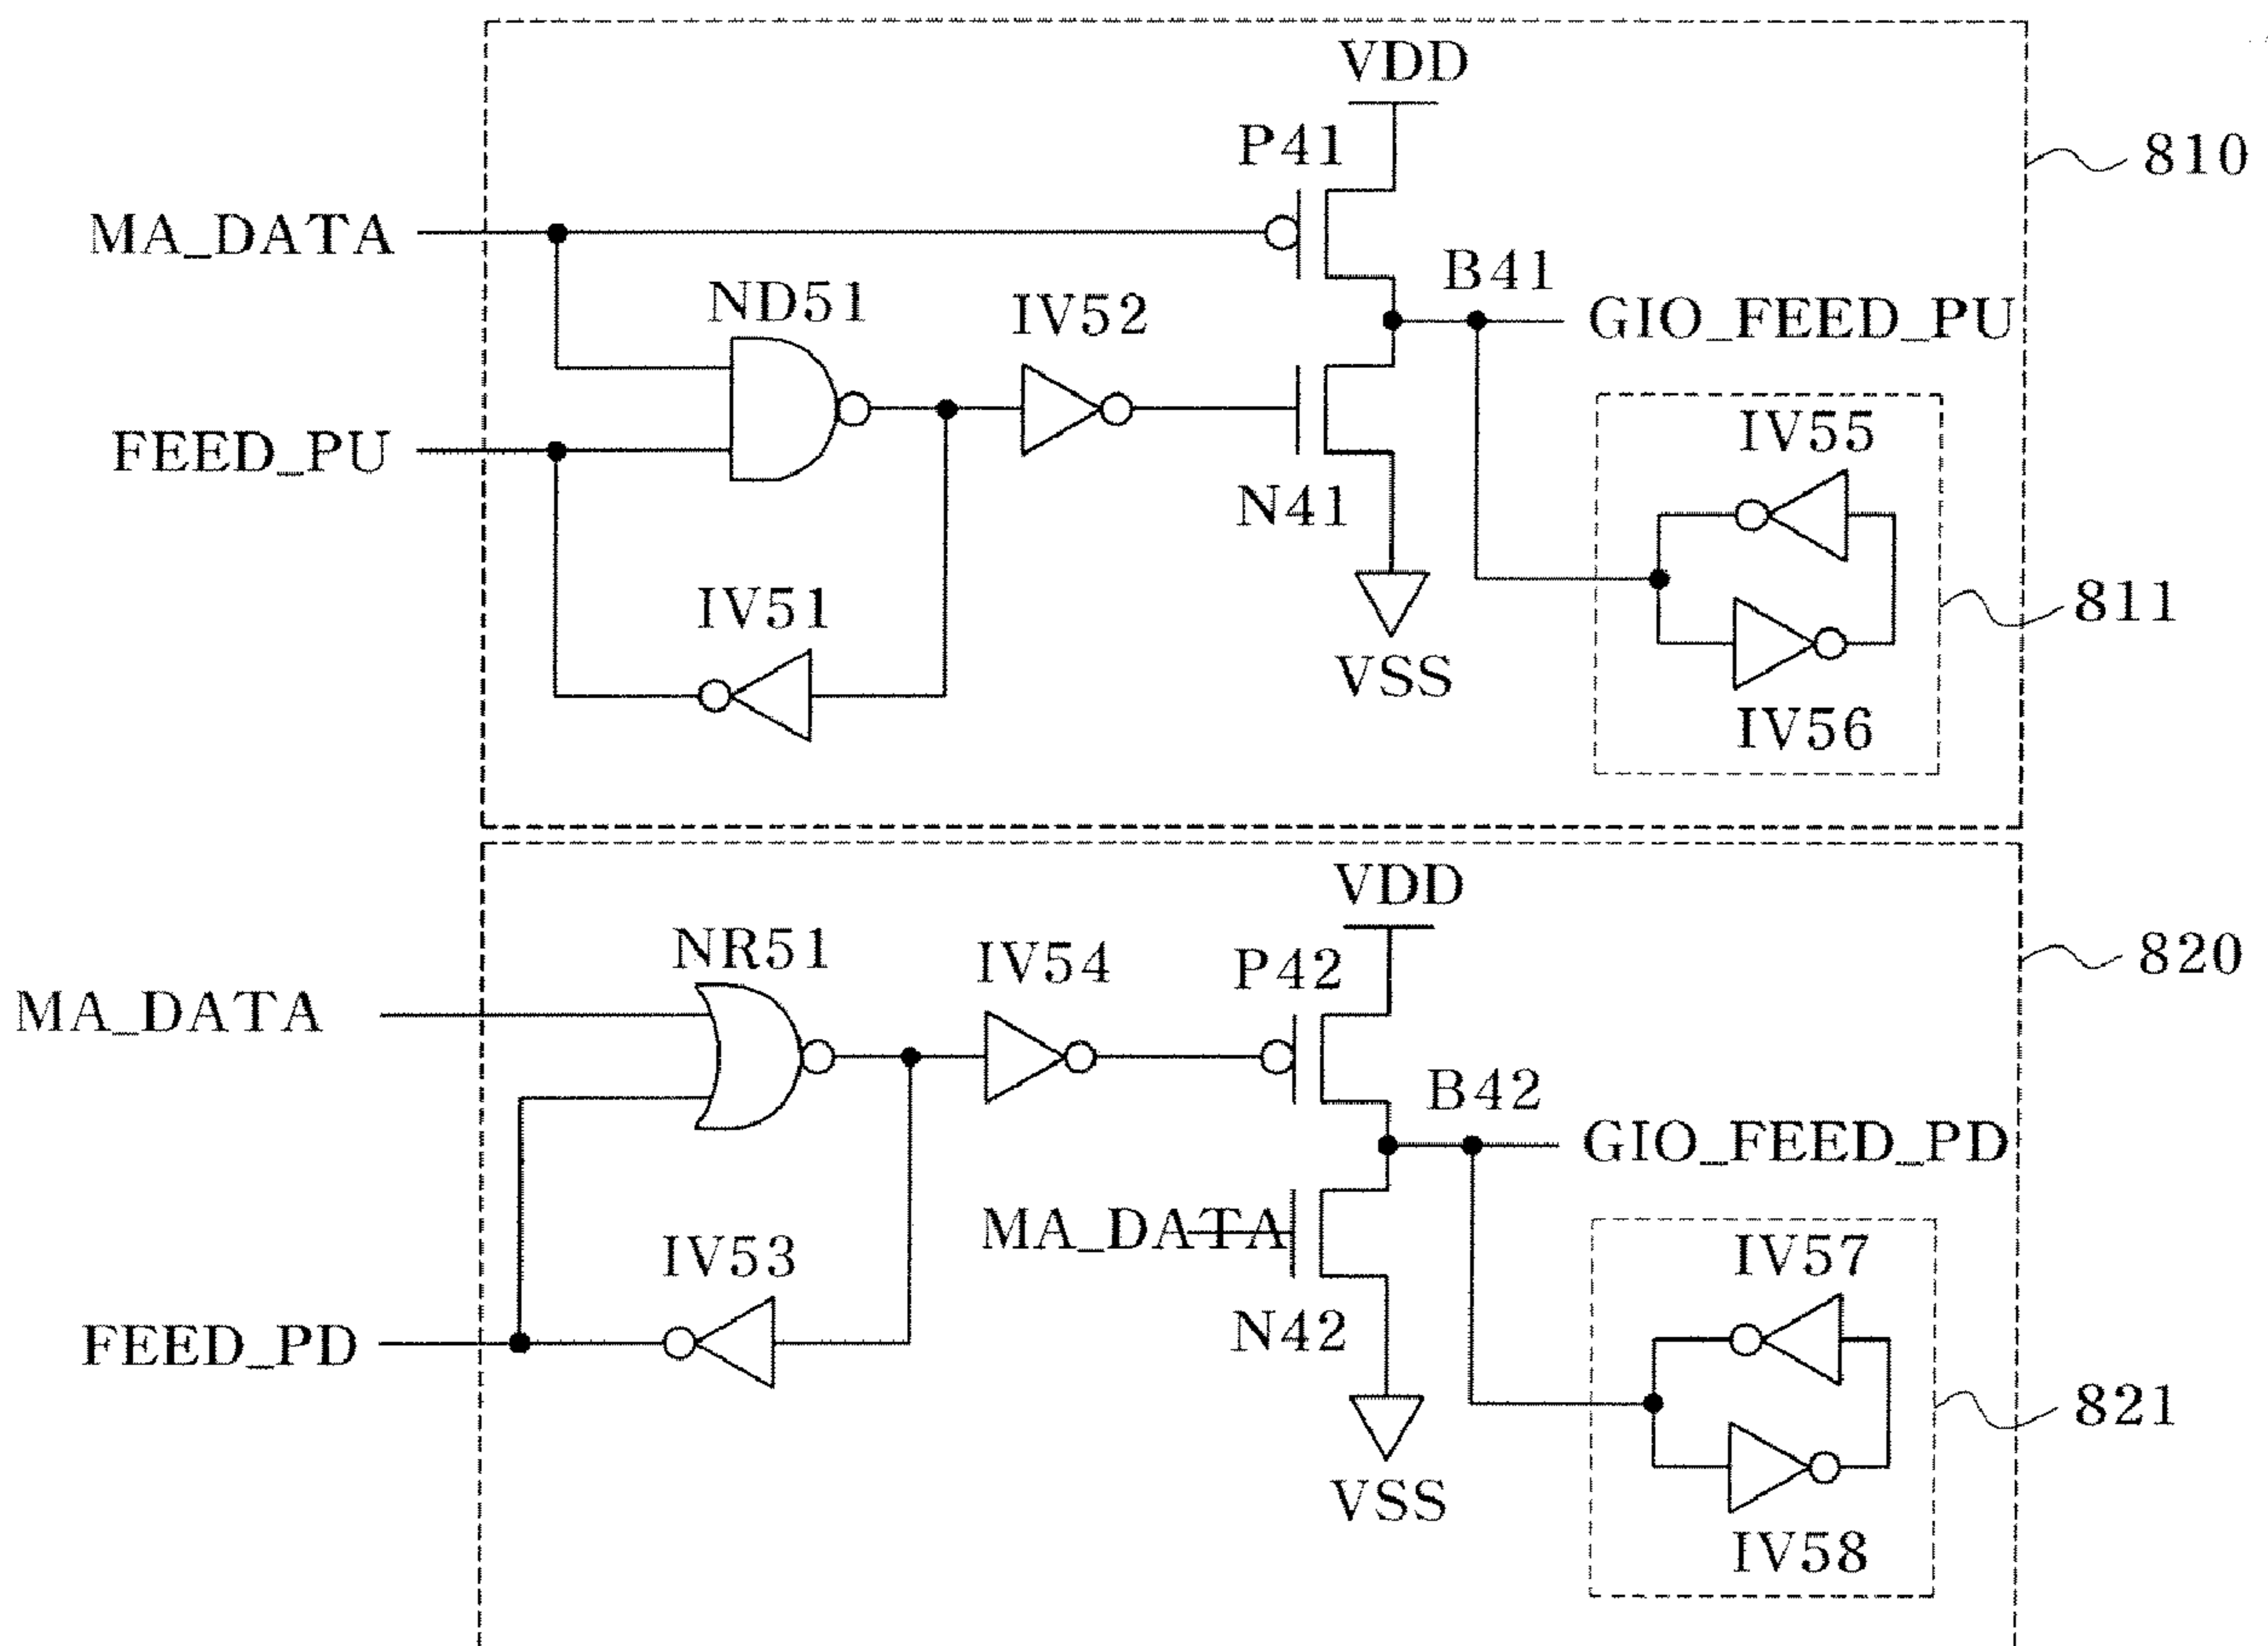 VDD
P41
810
MA_DATA
B41
ND51
IV52
GIO_FEED_PU
FEED_PU
IV55
N41
IV51
811
VSS
IV56
VDD
NR51
IV54
P42
820
MA_DATA
B42
GIO_FEED_PD
MA_DATA
IV53
IV57
FEED_PD
N42
821
VSS
IV58